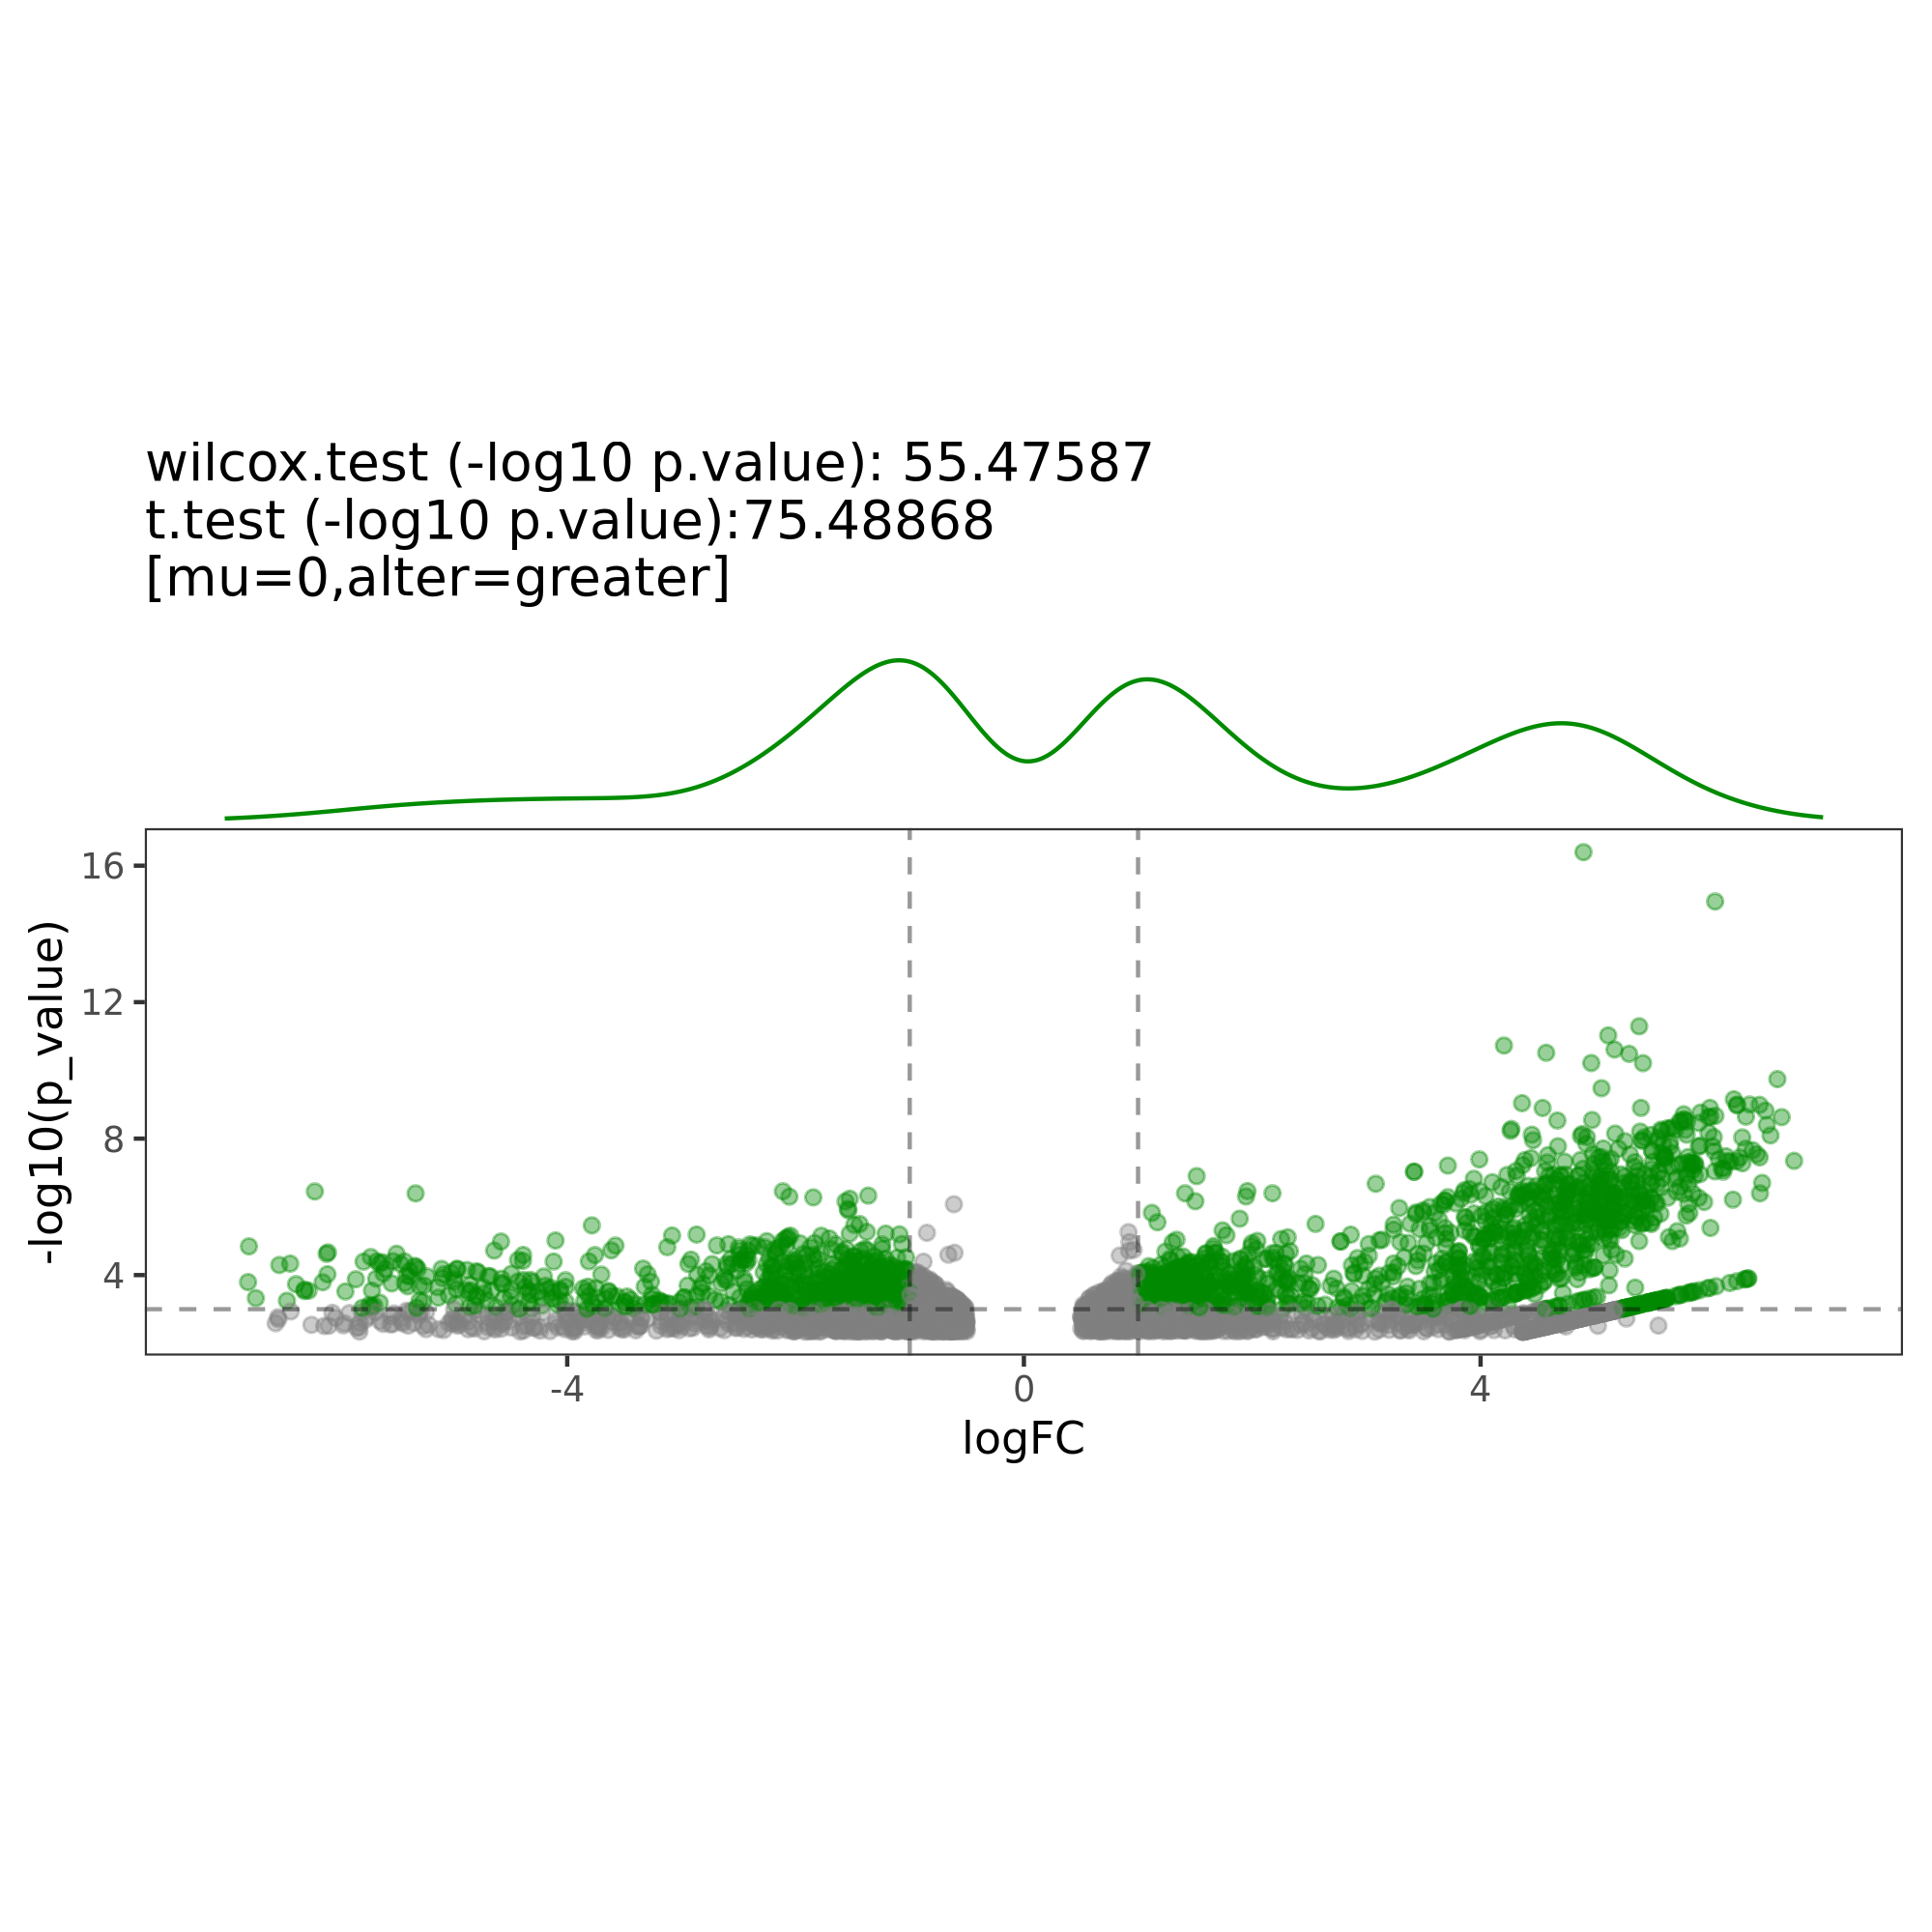 wilcox.test (-log10 p.value): 55.47587
t.test (-log10 p.value):75.48868
[mu=0,alter=greater]
16
12
8
4
-log10(p_value)
-4
0
4
logFC